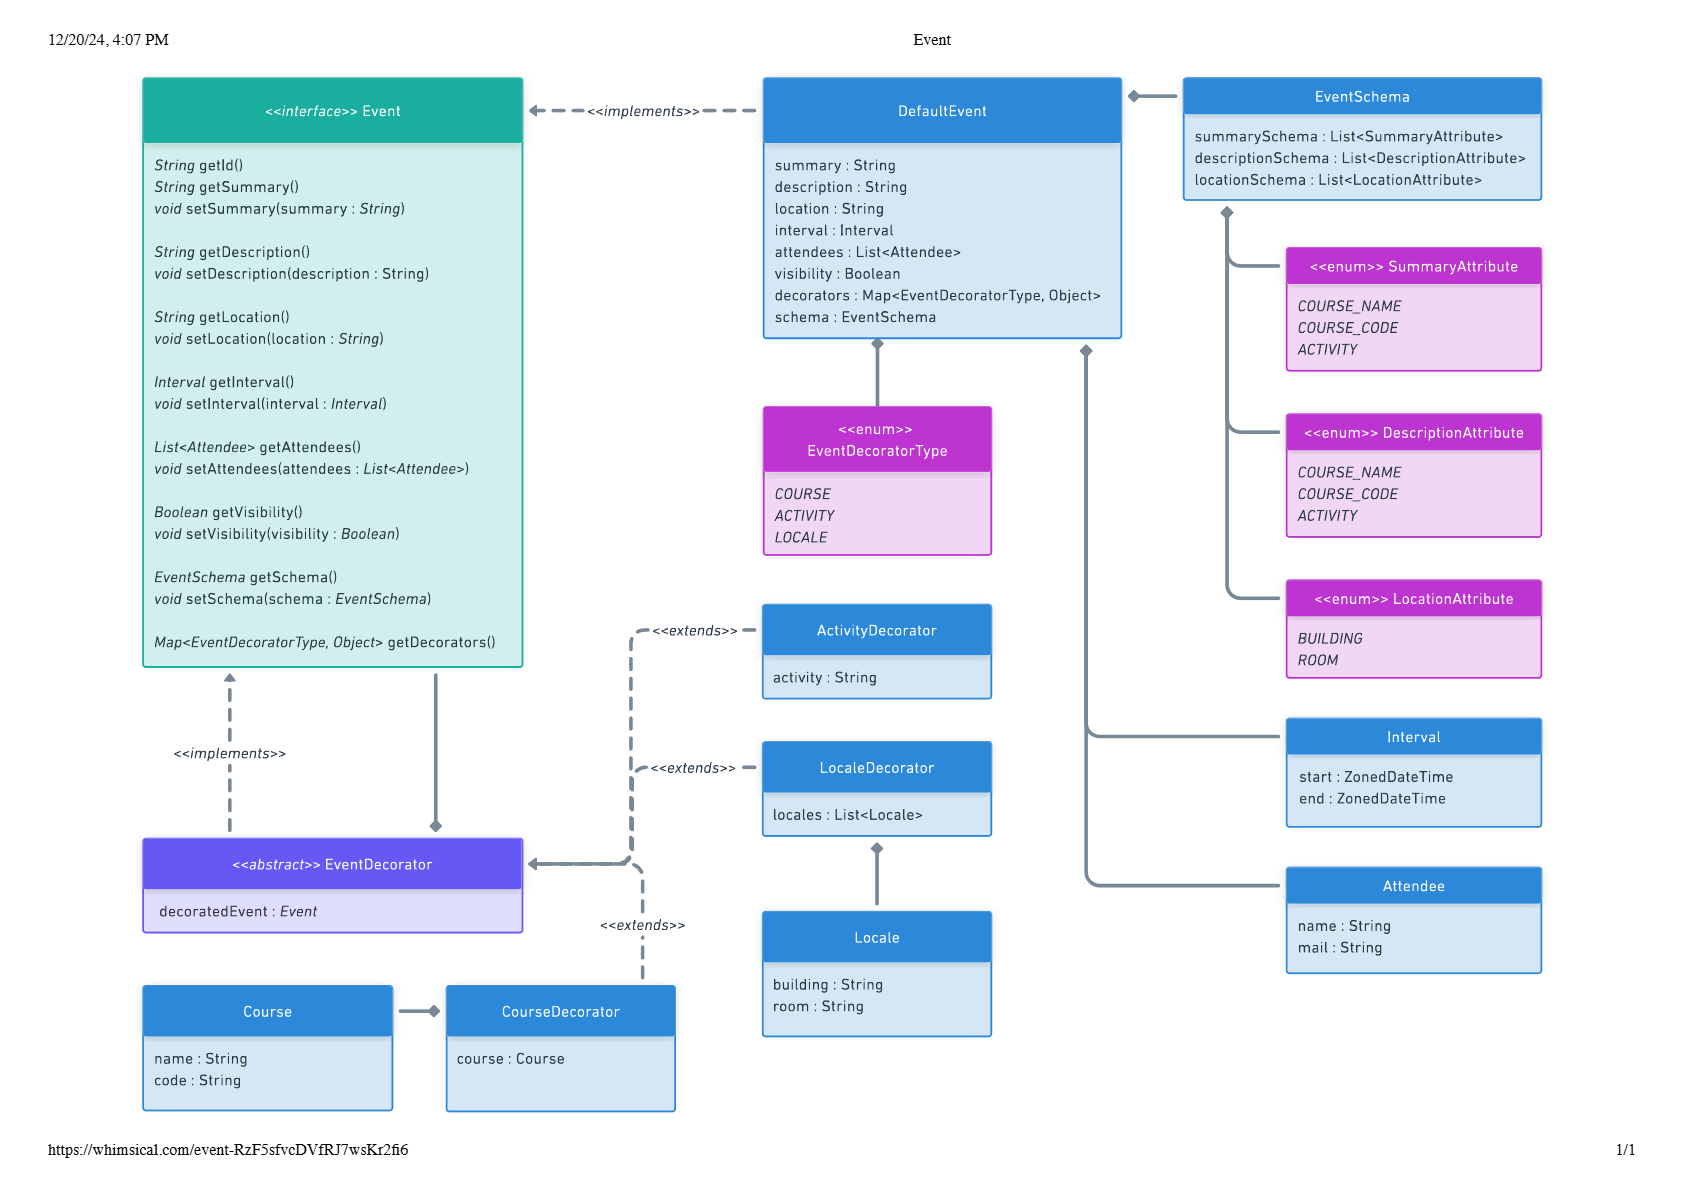 12/20/24, 4:07 PM
Event
<<interface>> Event
String getId()
String getSummary()
void setSummary(summary : String)
String getDescription()
void setDescription(description : String)
String getLocation()
void setLocation(location : String)
Interval getInterval()
void setInterval(interval : Interval)
List<Attendee> getAttendees()
void setAttendees(attendees : List<Attendee>)
Boolean getVisibility()
void setVisibility(visibility : Boolean)
EventSchema getSchema()
void setSchema(schema : EventSchema)
Map<EventDecoratorType, Object> getDecorators()
<<implements>>
DefaultEvent
summary : String
description : String
location : String
interval : Interval
attendees : List<Attendee>
visibility : Boolean
decorators : Map<EventDecoratorType, Object>
schema : EventSchema
EventSchema
summarySchema : List<SummaryAttribute>
descriptionSchema : List<DescriptionAttribute>
locationSchema : List<LocationAttribute>
<<enum>> SummaryAttribute
COURSE_NAME
COURSE_CODE
ACTIVITY
<<enum>>
EventDecoratorType
COURSE
ACTIVITY
LOCALE
<<enum>> DescriptionAttribute
COURSE_NAME
COURSE_CODE
ACTIVITY
<<enum>> LocationAttribute
BUILDING
ROOM
<<extends>>
ActivityDecorator
activity : String
<<implements>>
<<extends>>
LocaleDecorator
locales : List<Locale>
Interval
start : ZonedDateTime
end : ZonedDateTime
<<abstract>> EventDecorator
decoratedEvent : Event
<<extends>>
Locale
building : String
room : String
Attendee
name : String
mail : String
Course
name : String
code : String
CourseDecorator
course : Course
https://whimsical.com/event-RzF5sfvcDVfRJ7wsKr2fi6
1/1